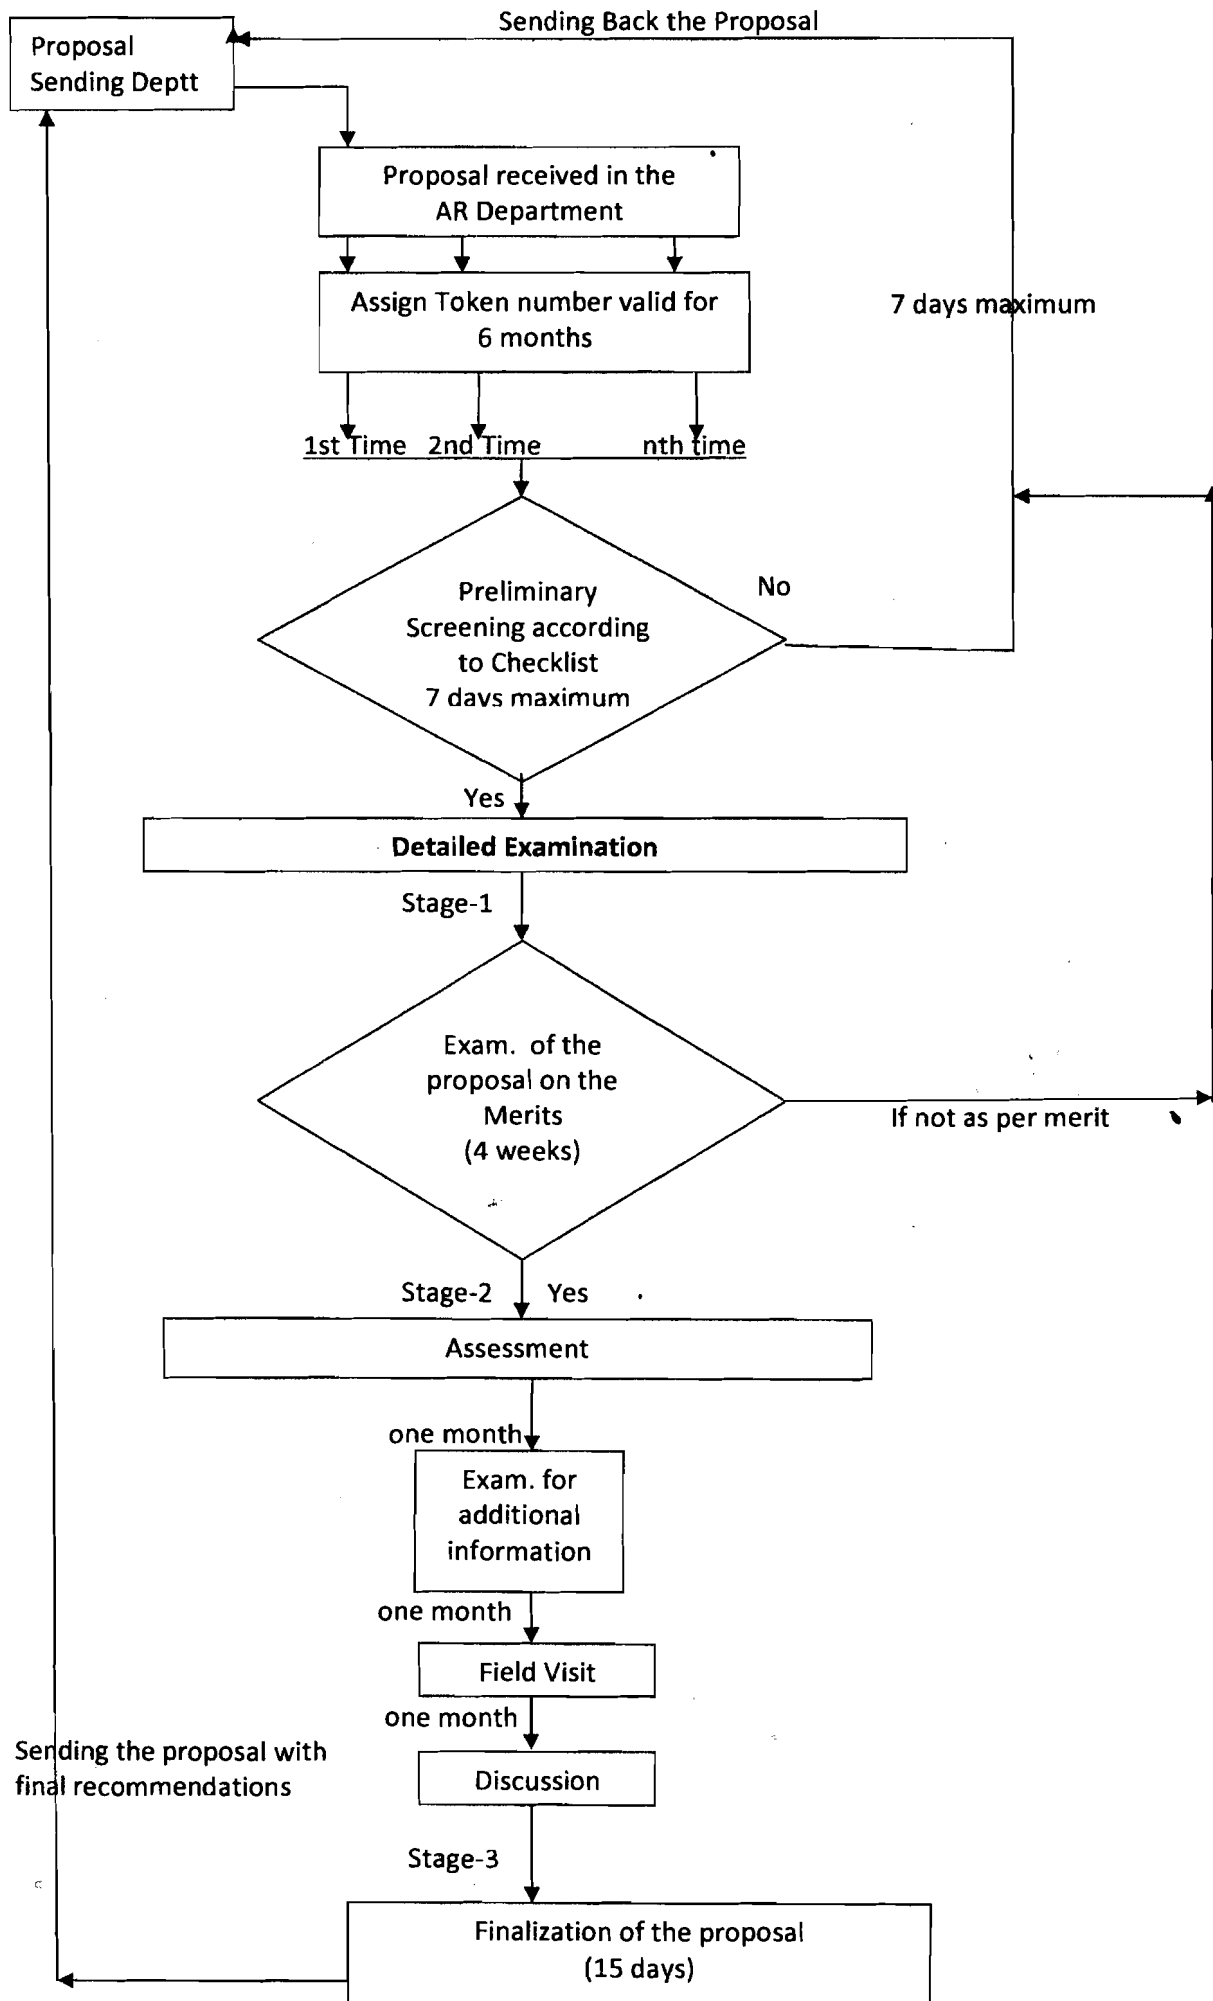 Sending Back the Proposal
Proposal
Sending Deptt
Proposal received in the
AR Department
Assign Token number valid for
6 months
7 days maximum
1st Time 2nd Time nth time
No
Preliminary
Screening according
to Checklist
7 days maximum
Yes
Detailed Examination
Stage-1
Exam. of the
proposal on the
Merits
(4 weeks)
If not as per merit
Stage-2 Yes
Assessment
one month
Exam. for
additional
information
one month
Field Visit
one month
Sending the proposal with
final recommendations
Discussion
Stage-3
Finalization of the proposal
(15 days)